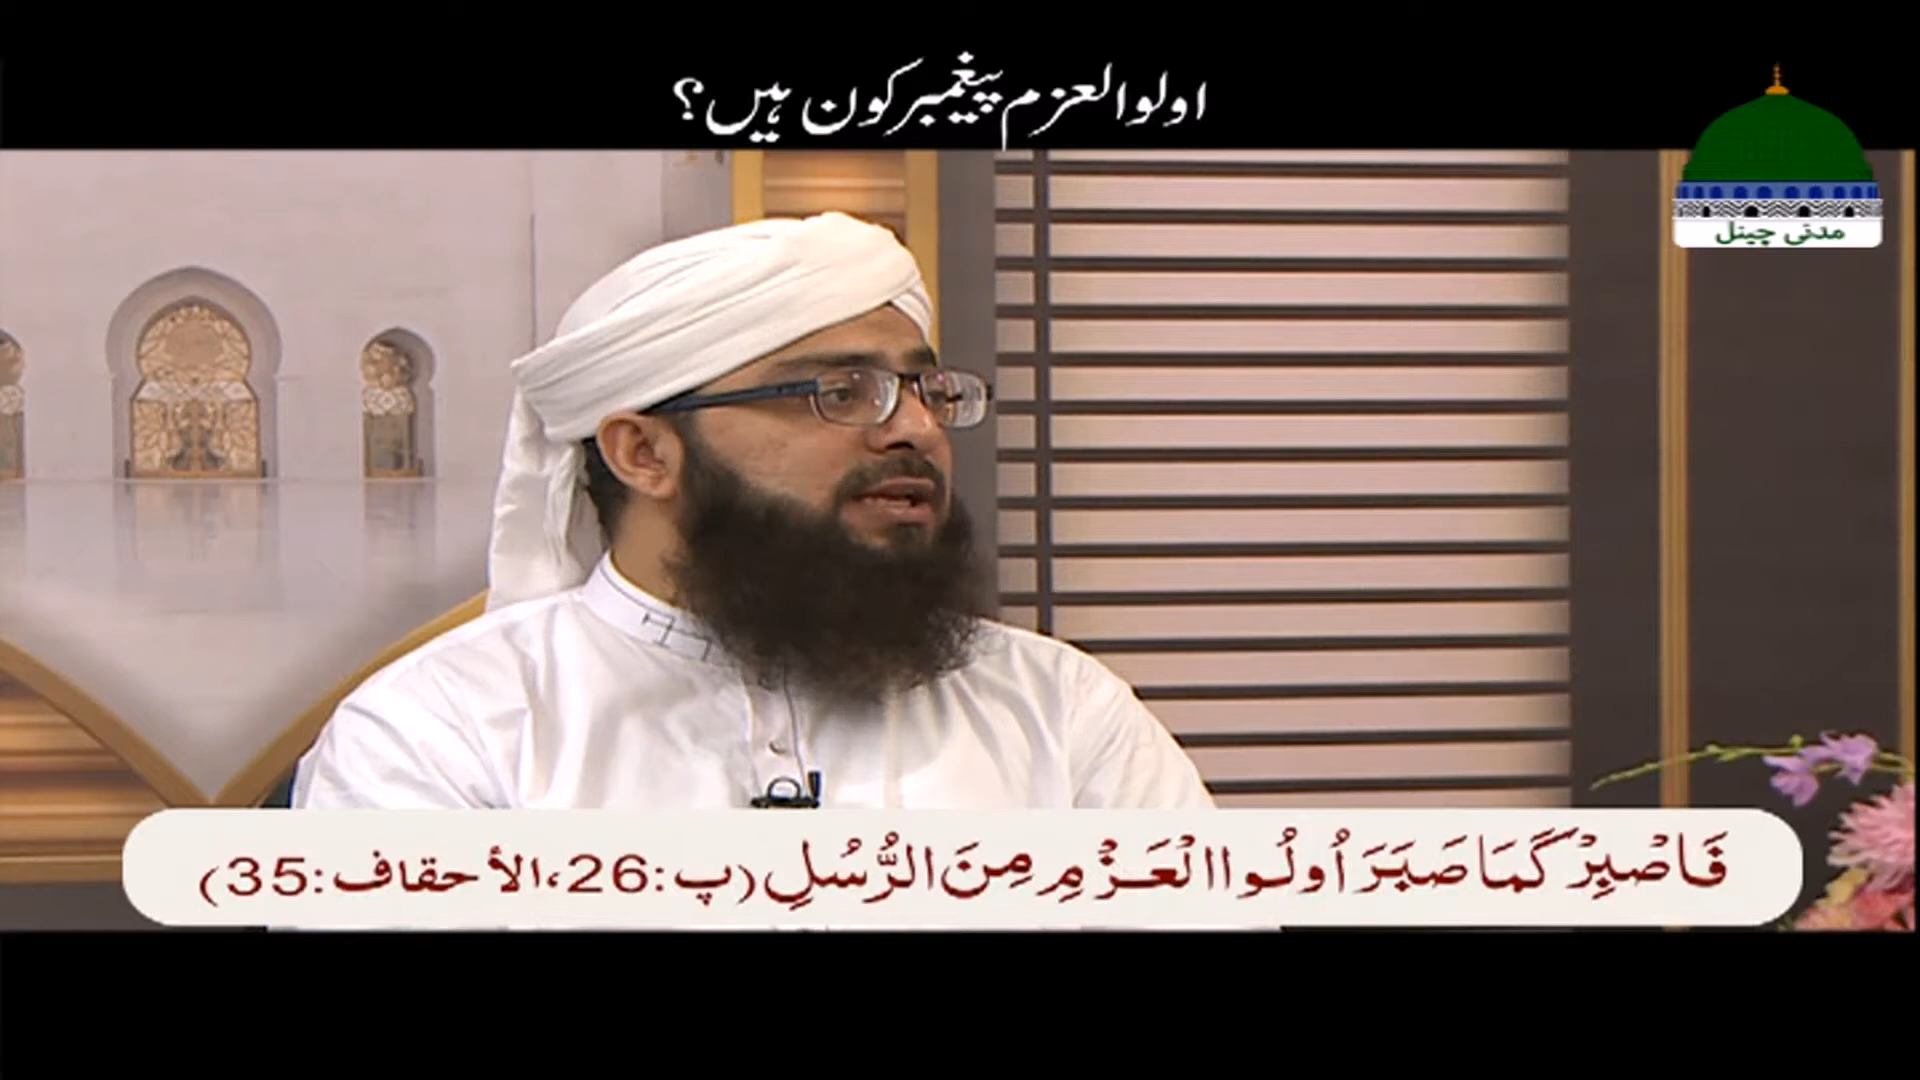 اولوالعزم پیغمبر کون ہیں؟
مدنی چینل
فَاصْبِرْ كَمَا صَبَرَ اُولُوا الْعَزْمِ مِنَ الرُّسُلِ (پ:26، الأحقاف:35)